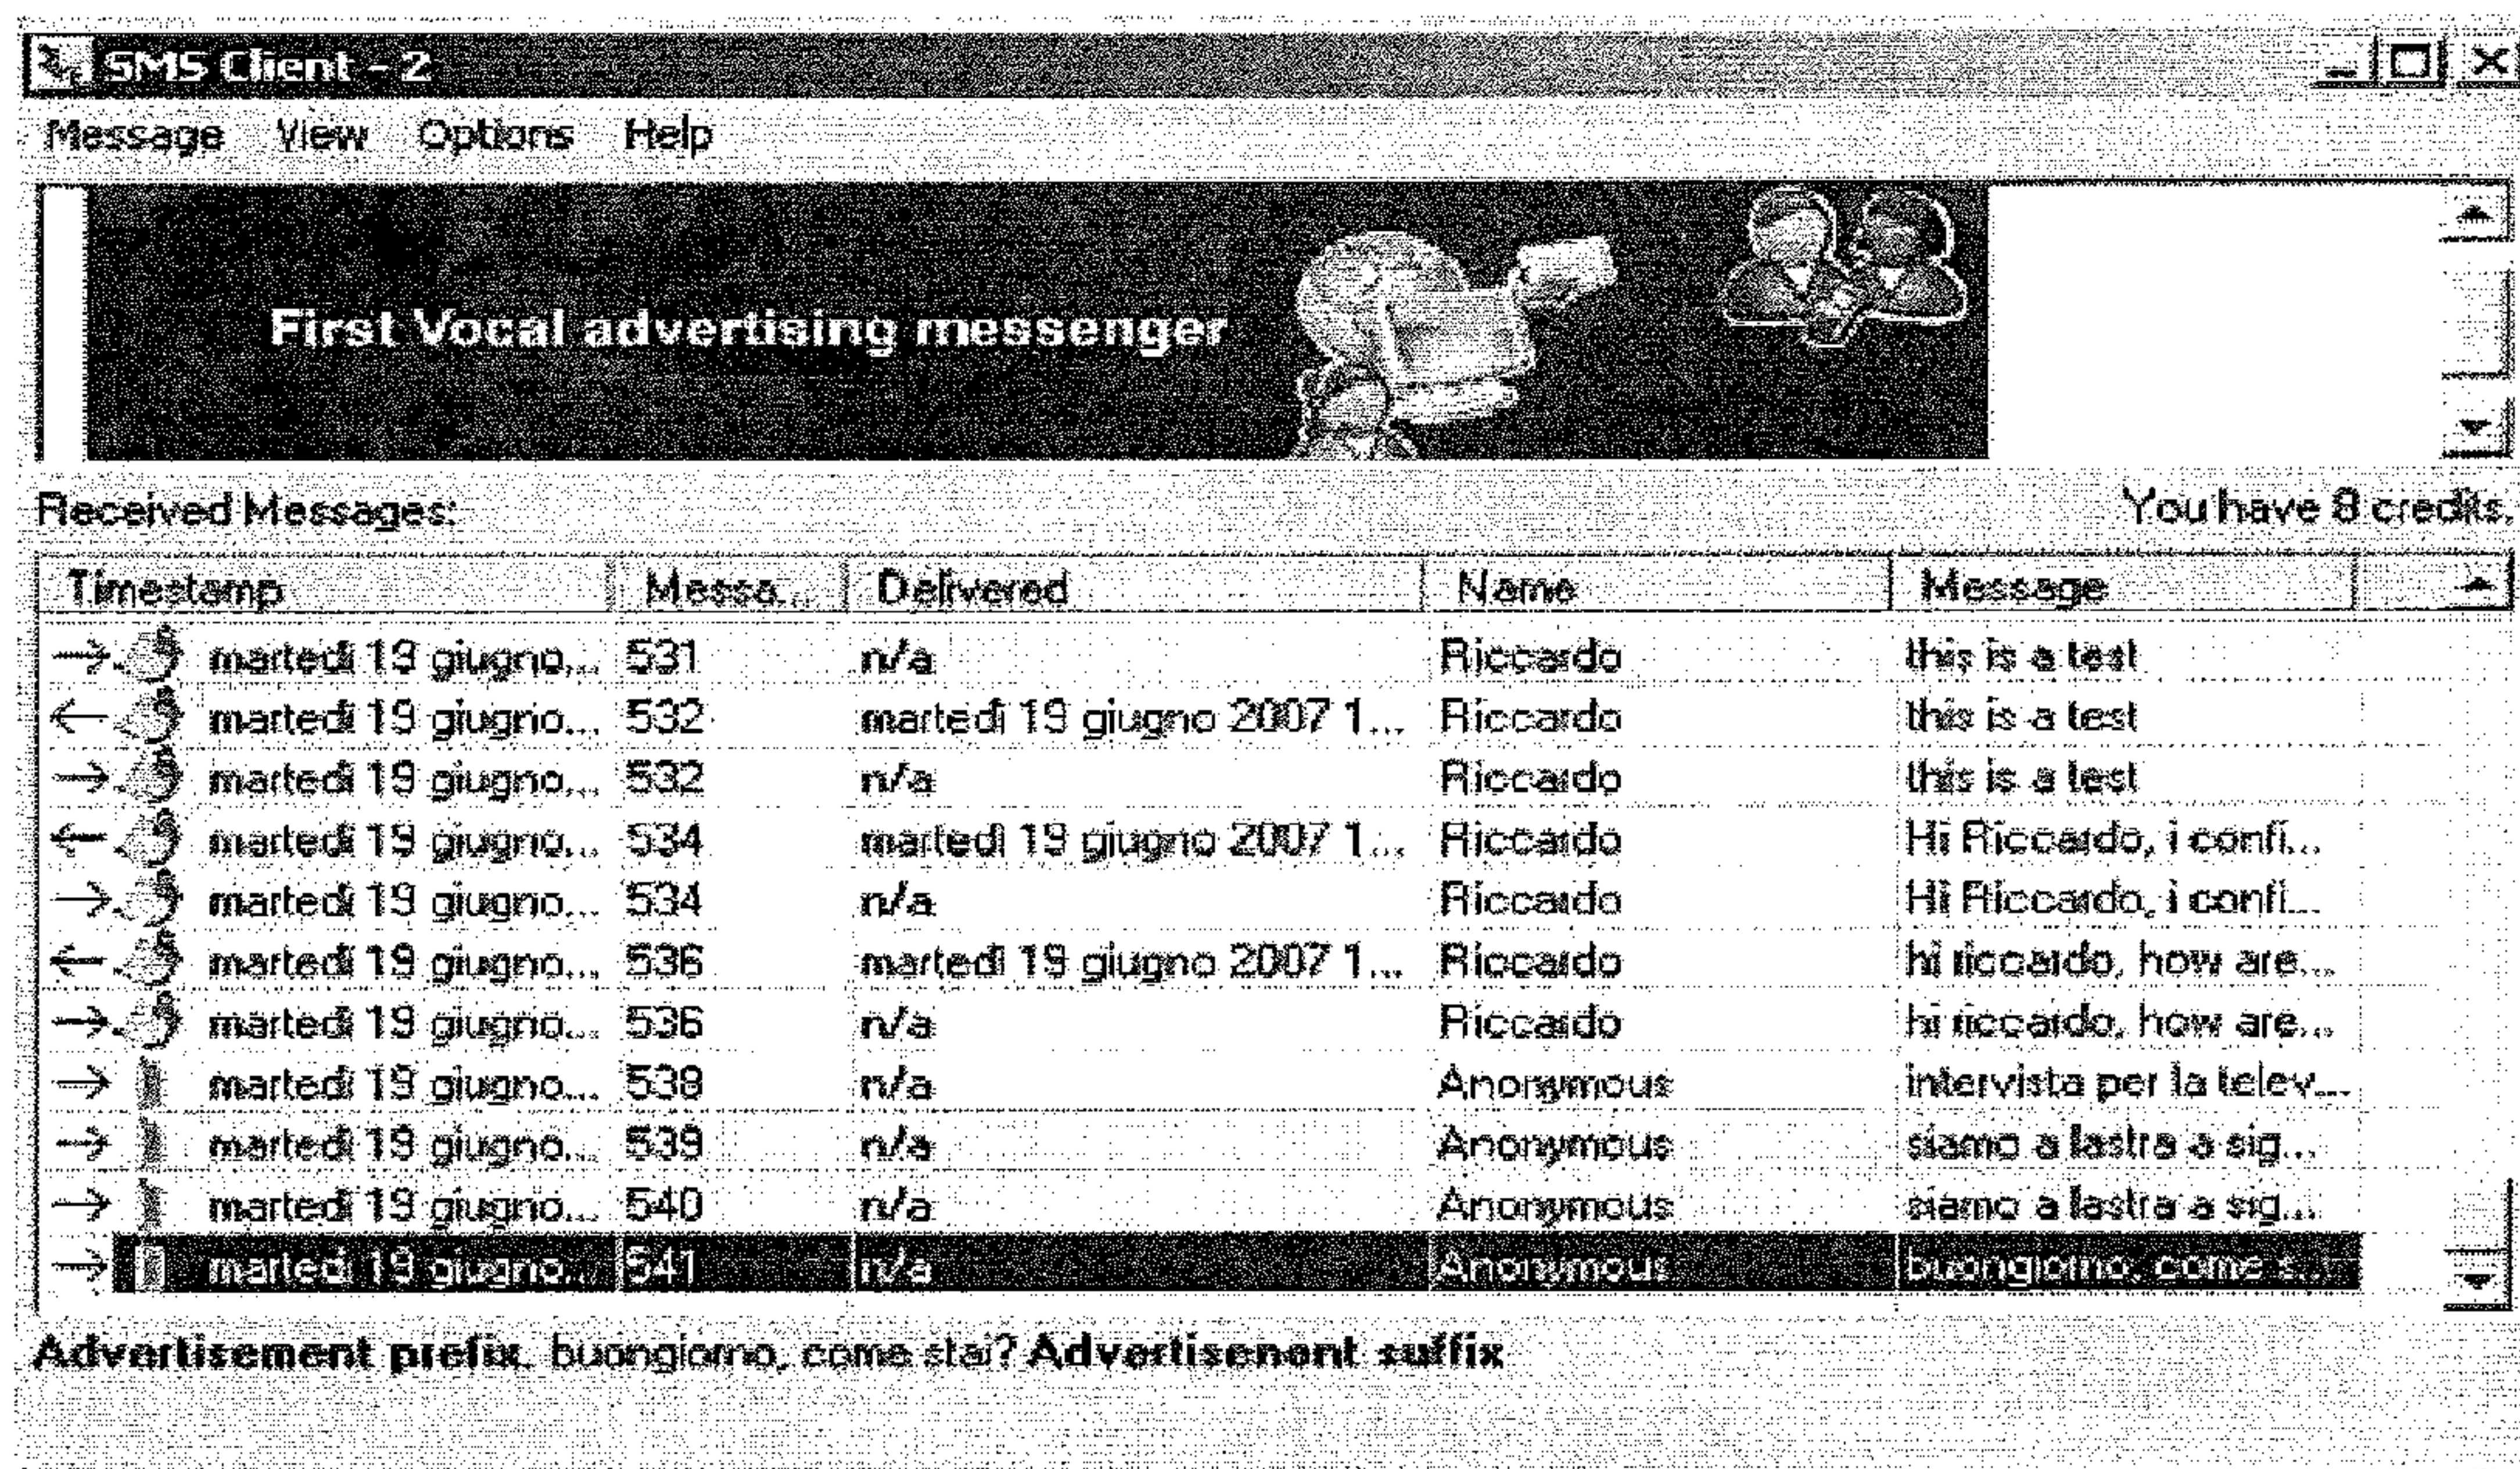 SMS Client - 2
Message View Options Help
First Vocal advertising messenger
Received Messages: You have 8 credits.
Timestamp Messa... Delivered Name Message
martedì 19 giugno... 531 n/a Riccardo this is a test
martedì 19 giugno... 532 martedì 19 giugno 2007 1... Riccardo this is a test
martedì 19 giugno... 532 n/a Riccardo this is a test
martedì 19 giugno... 534 martedì 19 giugno 2007 1... Riccardo Hi Riccardo, i confi...
martedì 19 giugno... 534 n/a Riccardo Hi Riccardo, i confi...
martedì 19 giugno... 536 martedì 19 giugno 2007 1... Riccardo hi riccardo, how are...
martedì 19 giugno... 536 n/a Riccardo hi riccardo, how are...
martedì 19 giugno... 538 n/a Anonymous intervista per la telev...
martedì 19 giugno... 539 n/a Anonymous siamo a lastra a sig...
martedì 19 giugno... 540 n/a Anonymous siamo a lastra a sig...
martedì 19 giugno... 541 n/a Anonymous buongiorno, come s...
Advertisement prefix. buongiorno, come stai? Advertisement suffix